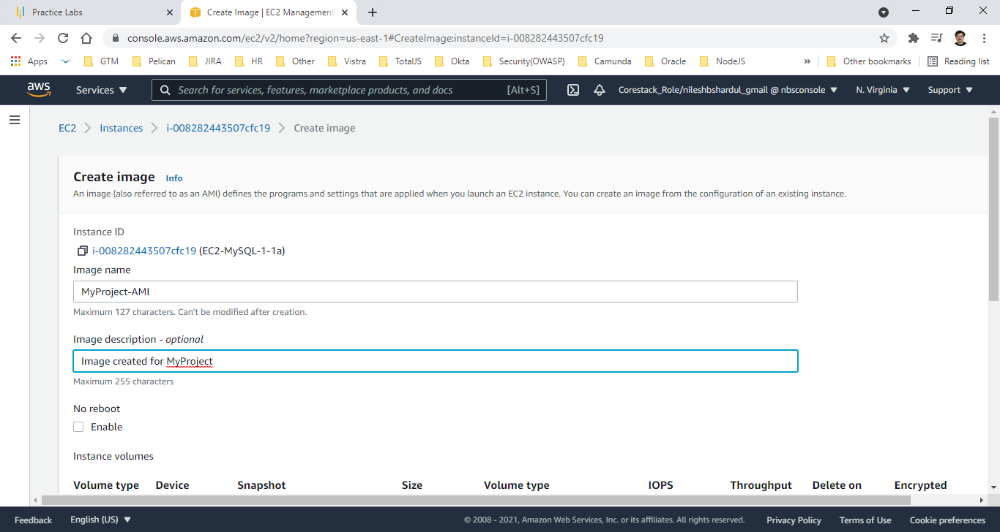 Practice Labs
Create Image | EC2 Management
console.aws.amazon.com/ec2/v2/home?region=us-east-1#CreateImage:instanceId=i-008282443507cfc19
Apps GTM Pelican JIRA HR Other Vistra TotalJS Okta Security(OWASP) Camunda Oracle NodeJS » Other bookmarks Reading list
aws Services Search for services, features, marketplace products, and docs [Alt+S] Corestack_Role/nileshbshardul_gmail @ nbsconsole N. Virginia Support
EC2 Instances i-008282443507cfc19 Create image
Create image Info
An image (also referred to as an AMI) defines the programs and settings that are applied when you launch an EC2 instance. You can create an image from the configuration of an existing instance.
Instance ID
i-008282443507cfc19 (EC2-MySQL-1-1a)
Image name
MyProject-AMI
Maximum 127 characters. Can't be modified after creation.
Image description - optional
Image created for MyProject
Maximum 255 characters
No reboot
Enable
Instance volumes
Volume type Device Snapshot Size Volume type IOPS Throughput Delete on Encrypted
Feedback English (US) © 2008 - 2021, Amazon Web Services, Inc. or its affiliates. All rights reserved. Privacy Policy Terms of Use Cookie preferences